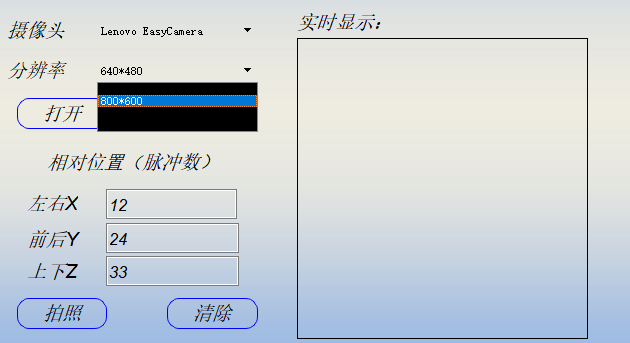 摄像头 Lenovo EasyCamera
实时显示：
分辨率 640*480
800*600
打开
相对位置（脉冲数）
左右X 12
前后Y 24
上下Z 33
拍照 清除